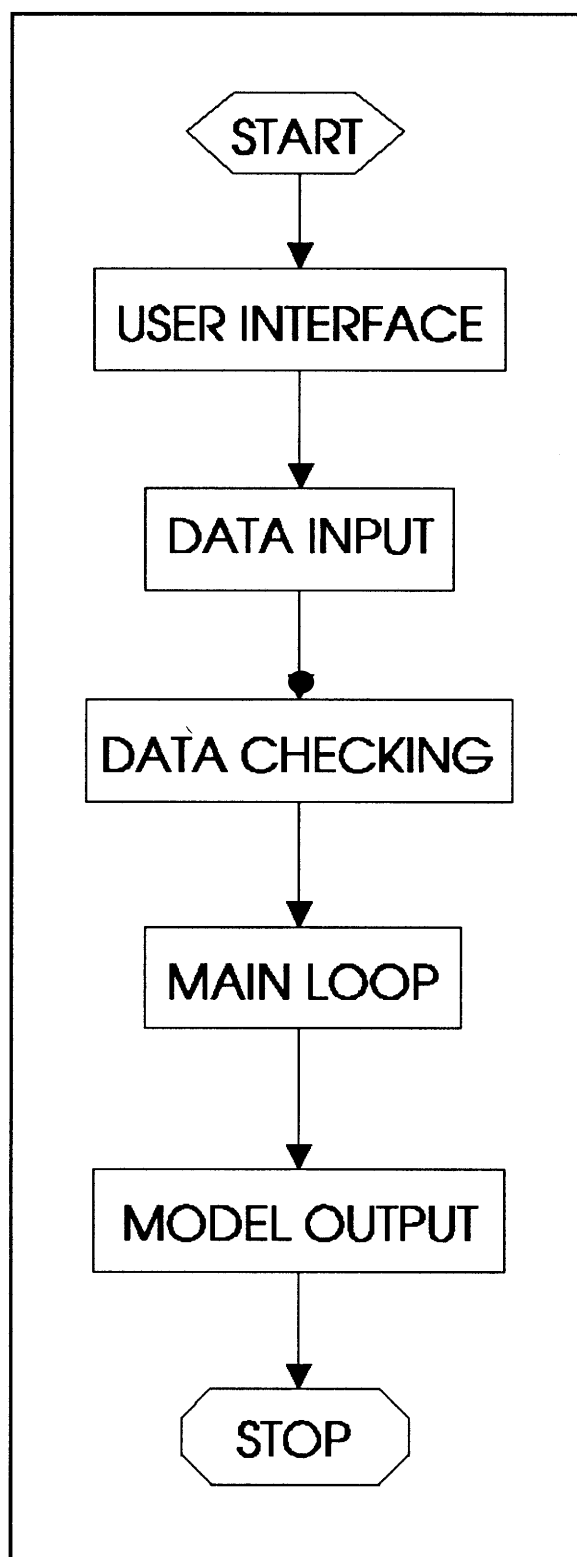 START
USER INTERFACE
DATA INPUT
DATA CHECKING
MAIN LOOP
MODEL OUTPUT
STOP